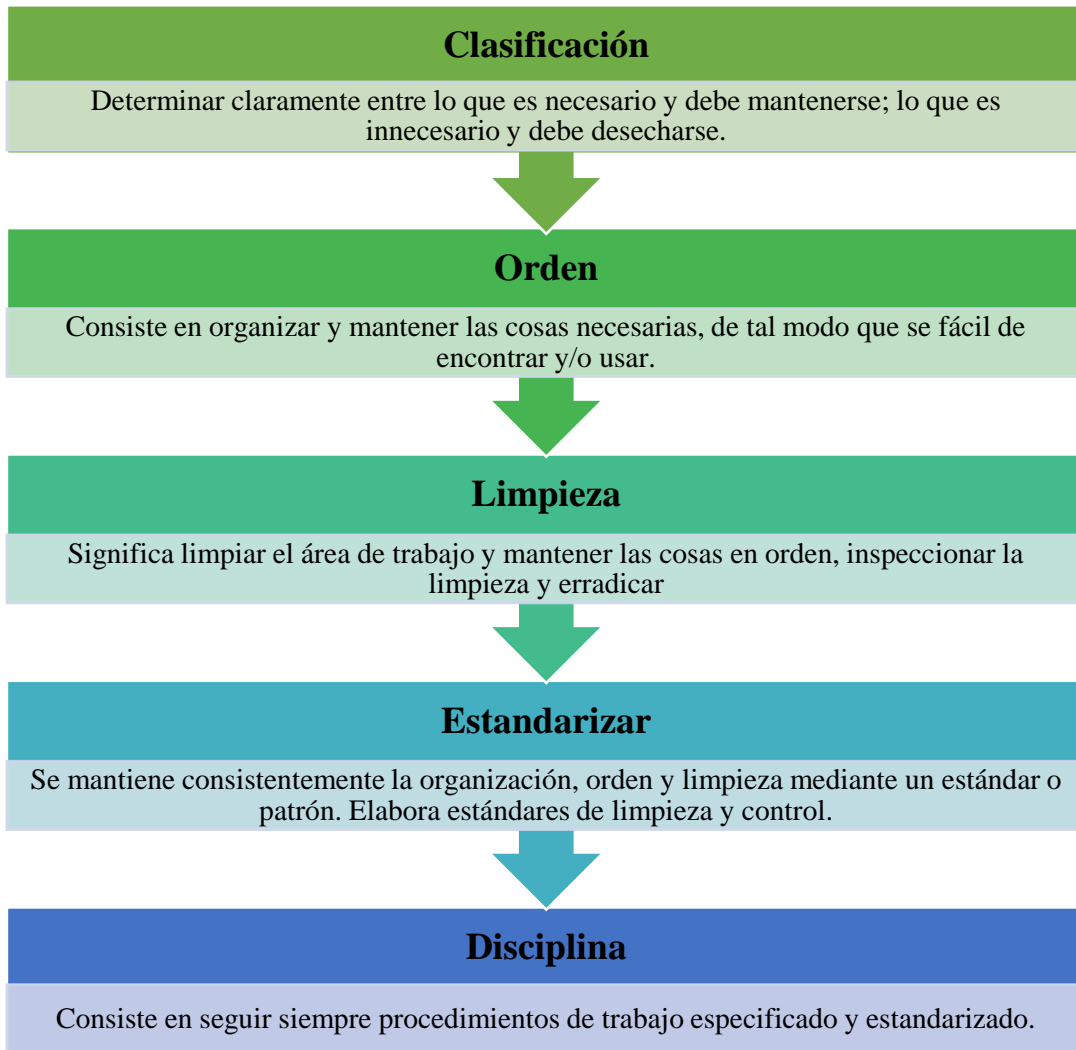 Clasificación
Determinar claramente entre lo que es necesario y debe mantenerse; lo que es
innecesario y debe desecharse.
Orden
Consiste en organizar y mantener las cosas necesarias, de tal modo que se fácil de
encontrar y/o usar.
Limpieza
Significa limpiar el área de trabajo y mantener las cosas en orden, inspeccionar la
limpieza y erradicar
Estandarizar
Se mantiene consistentemente la organización, orden y limpieza mediante un estándar o
patrón. Elabora estándares de limpieza y control.
Disciplina
Consiste en seguir siempre procedimientos de trabajo especificado y estandarizado.